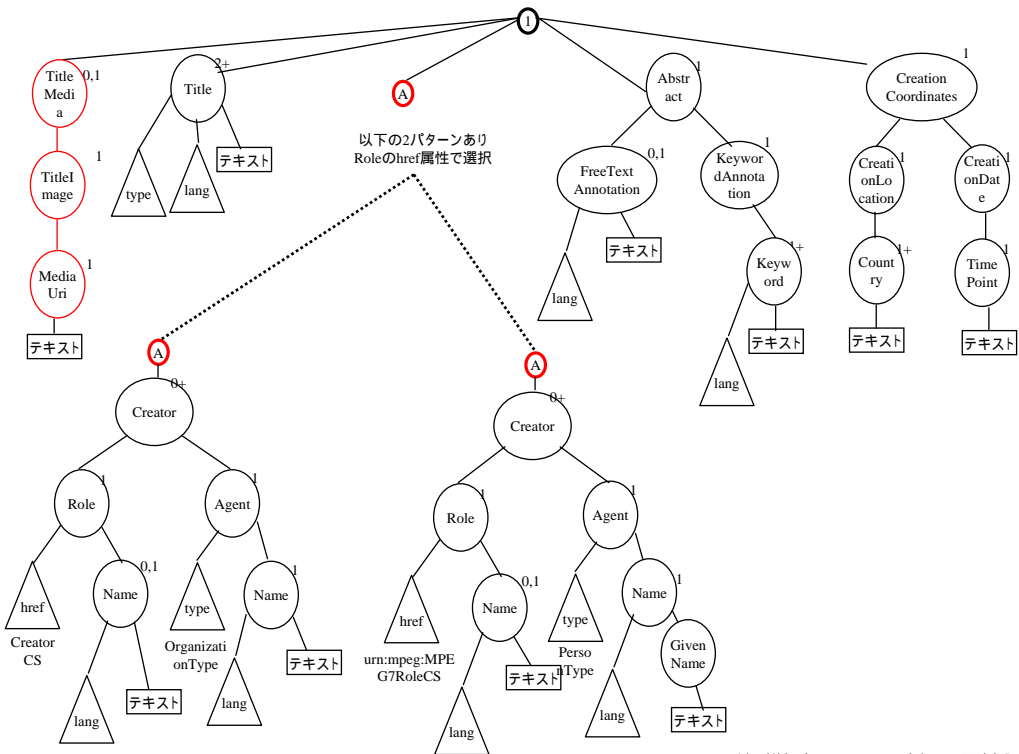 1
Title
Medi
a
0,1
TitleI
mage
1
Media
Uri
1
テキスト
Title
2+
type
lang
テキスト
A
以下の2パターンあり
Roleのhref属性で選択
Abstr
act
1
FreeText
Annotation
0,1
lang
テキスト
Keywor
dAnnota
tion
1
Keyw
ord
1+
lang
テキスト
Creation
Coordinates
1
Creati
onLo
cation
1
Count
ry
1+
テキスト
Creati
onDat
e
1
Time
Point
1
テキスト
A
Creator
0+
Role
1
href
Creator
CS
Name
0,1
lang
テキスト
Agent
1
type
Organizati
onType
Name
1
lang
テキスト
A
Creator
0+
Role
1
href
urn:mpeg:MPE
G7RoleCS
Name
0,1
lang
テキスト
Agent
1
type
Perso
nType
Name
1
lang
Given
Name
テキスト